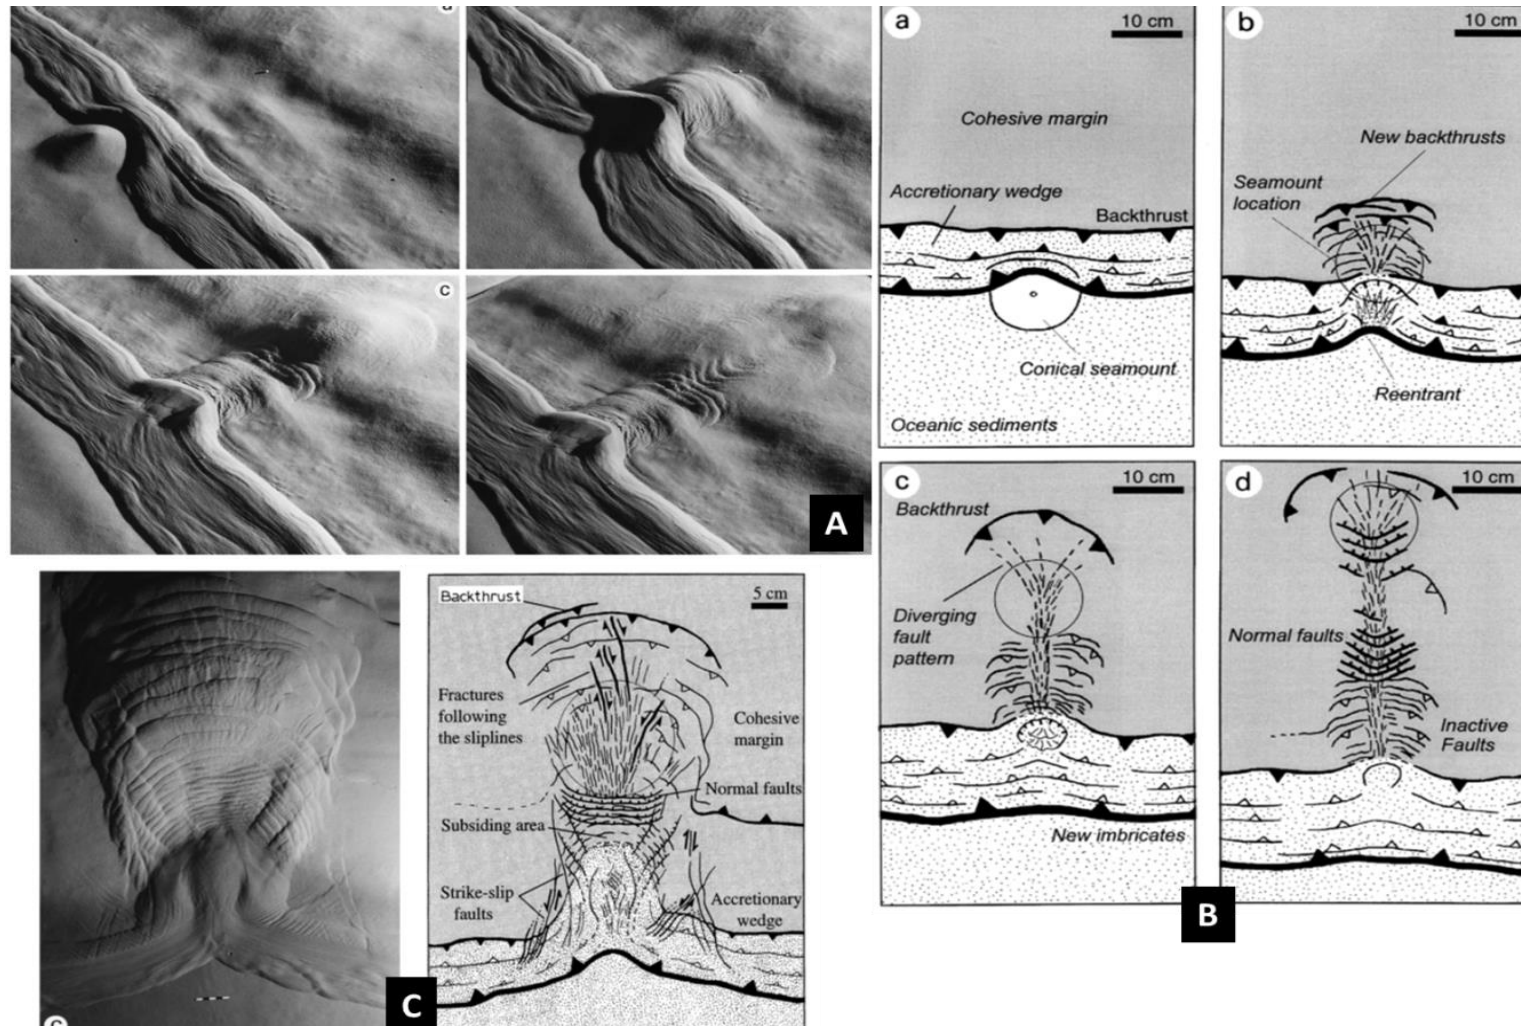 c
A
a
10 cm
Cohesive margin
Accretionary wedge
Backthrust
Conical seamount
Oceanic sediments
b
10 cm
New backthrusts
Seamount
location
Reentrant
c
10 cm
Backthrust
Diverging
fault
pattern
New imbricates
d
10 cm
Normal faults
Inactive
Faults
B
Backthrust
5 cm
Fractures
following
the sliplines
Cohesive
margin
Normal faults
Subsiding area
Strike-slip
faults
Accretionary
wedge
C